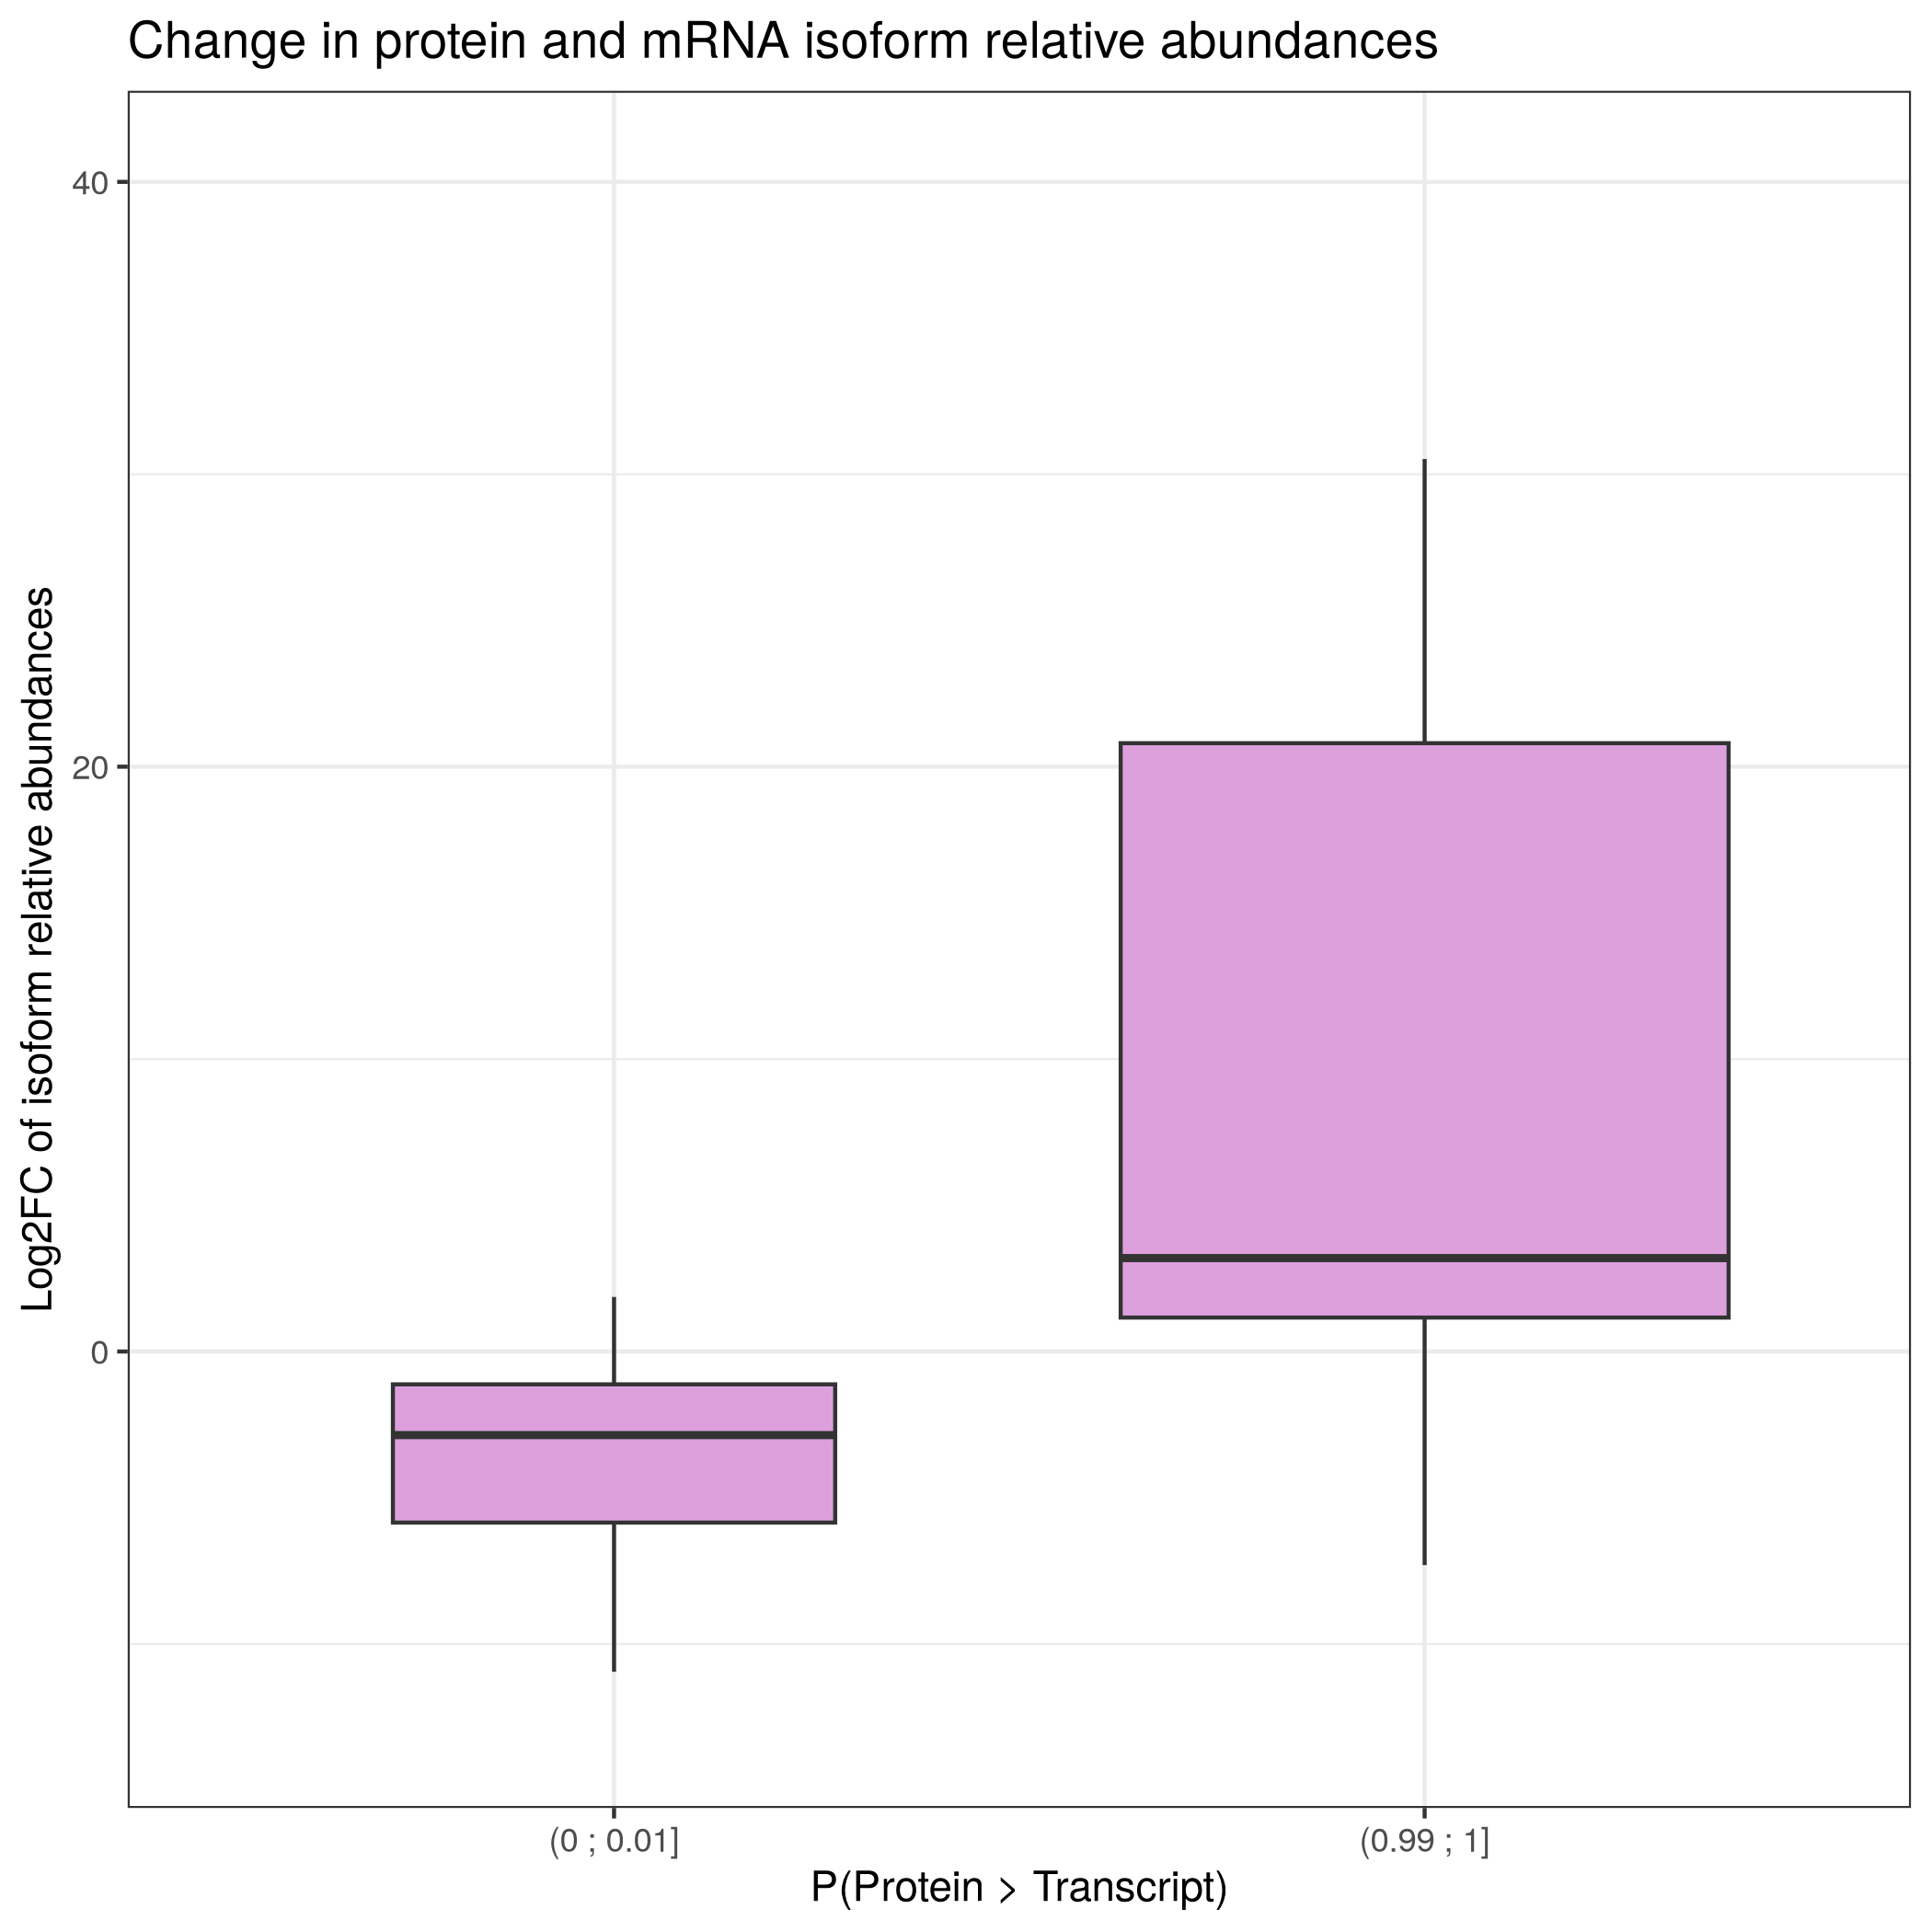 Change in protein and mRNA isoform relative abundances
Log2FC of isoform relative abundances
40
20
0
(0 ; 0.01]
(0.99 ; 1]
P(Protein > Transcript)